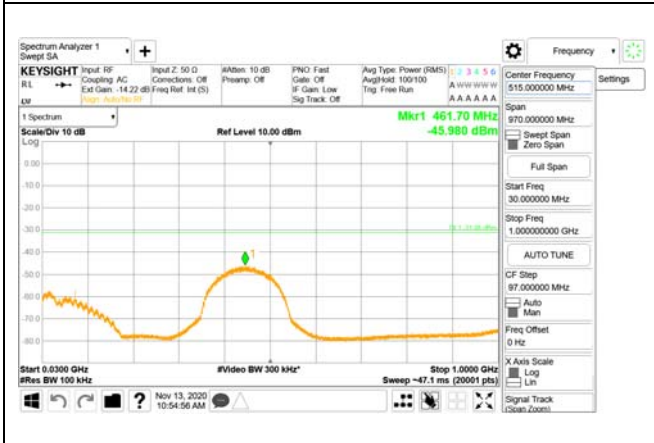 Spectrum Analyzer 1
Swept SA
Frequency
KEYSIGHT
Input: RF
Coupling: AC
Ext Gain: -14.22 dB
Align: Auto/No RF
Input Z: 50 Ω
Corrections: Off
Freq Ref: Int (S)
#Atten: 10 dB
Preamp: Off
PNO: Fast
Gate: Off
IF Gain: Low
Sig Track: Off
Avg Type: Power (RMS)
Avg|Hold: 100/100
Trig: Free Run
1 2 3 4 5 6
A W W W W W
A A A A A A
RL
1 Spectrum
Scale/Div 10 dB
Log
Ref Level 10.00 dBm
Mkr1 461.70 MHz
-45.980 dBm
0.00
-10.0
-20.0
-30.0
-40.0
-50.0
-60.0
-70.0
-80.0
1
Start 0.0300 GHz
#Res BW 100 kHz
#Video BW 300 kHz*
Stop 1.0000 GHz
Sweep ~47.1 ms (20001 pts)
Nov 13, 2020
10:54:56 AM
Center Frequency
515.000000 MHz
Settings
Span
970.000000 MHz
Swept Span
Zero Span
Full Span
Start Freq
30.000000 MHz
Stop Freq
1.000000000 GHz
AUTO TUNE
CF Step
97.000000 MHz
Auto
Man
Freq Offset
0 Hz
X Axis Scale
Log
Lin
Signal Track
(Span Zoom)